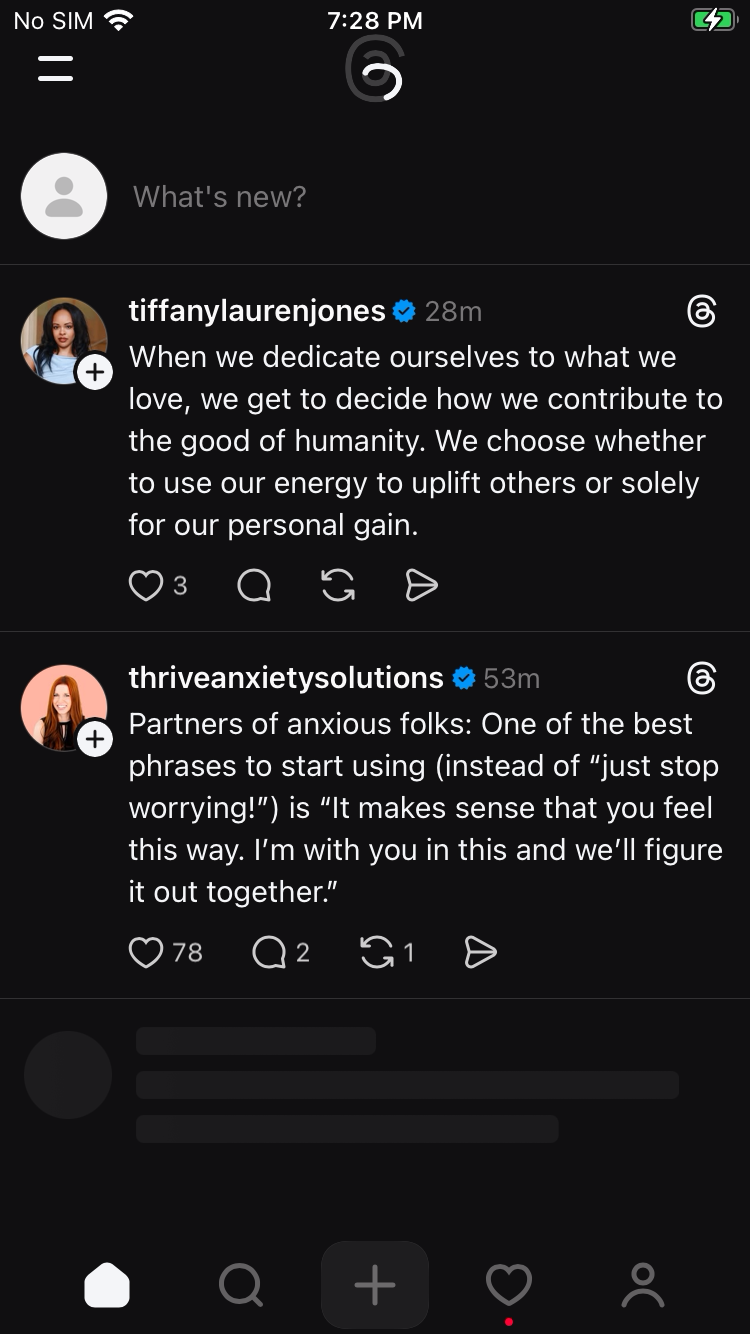 No SIM 7:28 PM
What's new?
tiffanylaurenjones 28m
When we dedicate ourselves to what we
love, we get to decide how we contribute to
the good of humanity. We choose whether
to use our energy to uplift others or solely
for our personal gain.
3
thriveanxietysolutions 53m
Partners of anxious folks: One of the best
phrases to start using (instead of “just stop
worrying!”) is “It makes sense that you feel
this way. I’m with you in this and we’ll figure
it out together.”
78 2 1